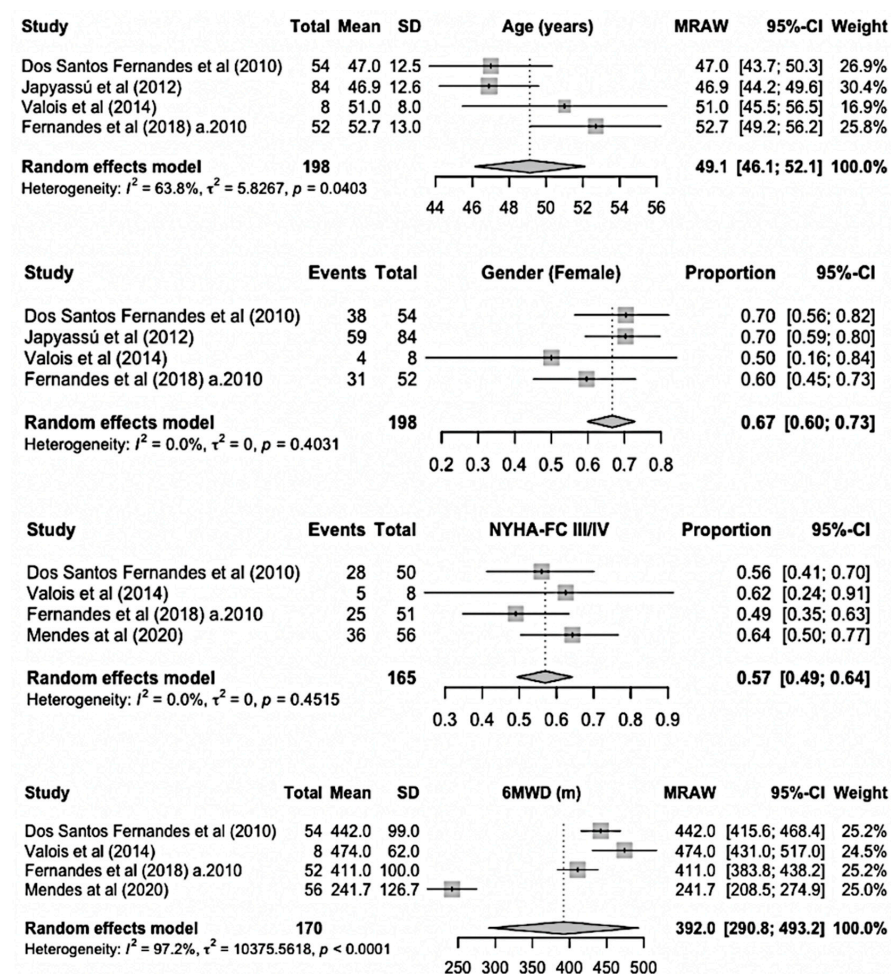 Study Total Mean SD Age (years) MRAW 95%-CI Weight
Dos Santos Fernandes et al (2010) 54 47.0 12.5 47.0 [43.7; 50.3] 26.9%
Japyassú et al (2012) 84 46.9 12.6 46.9 [44.2; 49.6] 30.4%
Valois et al (2014) 8 51.0 8.0 51.0 [45.5; 56.5] 16.9%
Fernandes et al (2018) a.2010 52 52.7 13.0 52.7 [49.2; 56.2] 25.8%
Random effects model 198 49.1 [46.1; 52.1] 100.0%
Heterogeneity: I² = 63.8%, τ² = 5.8267, p = 0.0403
44 46 48 50 52 54 56
Study Events Total Gender (Female) Proportion 95%-CI
Dos Santos Fernandes et al (2010) 38 54 0.70 [0.56; 0.82]
Japyassú et al (2012) 59 84 0.70 [0.59; 0.80]
Valois et al (2014) 4 8 0.50 [0.16; 0.84]
Fernandes et al (2018) a.2010 31 52 0.60 [0.45; 0.73]
Random effects model 198 0.67 [0.60; 0.73]
Heterogeneity: I² = 0.0%, τ² = 0, p = 0.4031
0.2 0.3 0.4 0.5 0.6 0.7 0.8
Study Events Total NYHA-FC III/IV Proportion 95%-CI
Dos Santos Fernandes et al (2010) 28 50 0.56 [0.41; 0.70]
Valois et al (2014) 5 8 0.62 [0.24; 0.91]
Fernandes et al (2018) a.2010 25 51 0.49 [0.35; 0.63]
Mendes at al (2020) 36 56 0.64 [0.50; 0.77]
Random effects model 165 0.57 [0.49; 0.64]
Heterogeneity: I² = 0.0%, τ² = 0, p = 0.4515
0.3 0.4 0.5 0.6 0.7 0.8 0.9
Study Total Mean SD 6MWD (m) MRAW 95%-CI Weight
Dos Santos Fernandes et al (2010) 54 442.0 99.0 442.0 [415.6; 468.4] 25.2%
Valois et al (2014) 8 474.0 62.0 474.0 [431.0; 517.0] 24.5%
Fernandes et al (2018) a.2010 52 411.0 100.0 411.0 [383.8; 438.2] 25.2%
Mendes at al (2020) 56 241.7 126.7 241.7 [208.5; 274.9] 25.0%
Random effects model 170 392.0 [290.8; 493.2] 100.0%
Heterogeneity: I² = 97.2%, τ² = 10375.5618, p < 0.0001
250 300 350 400 450 500